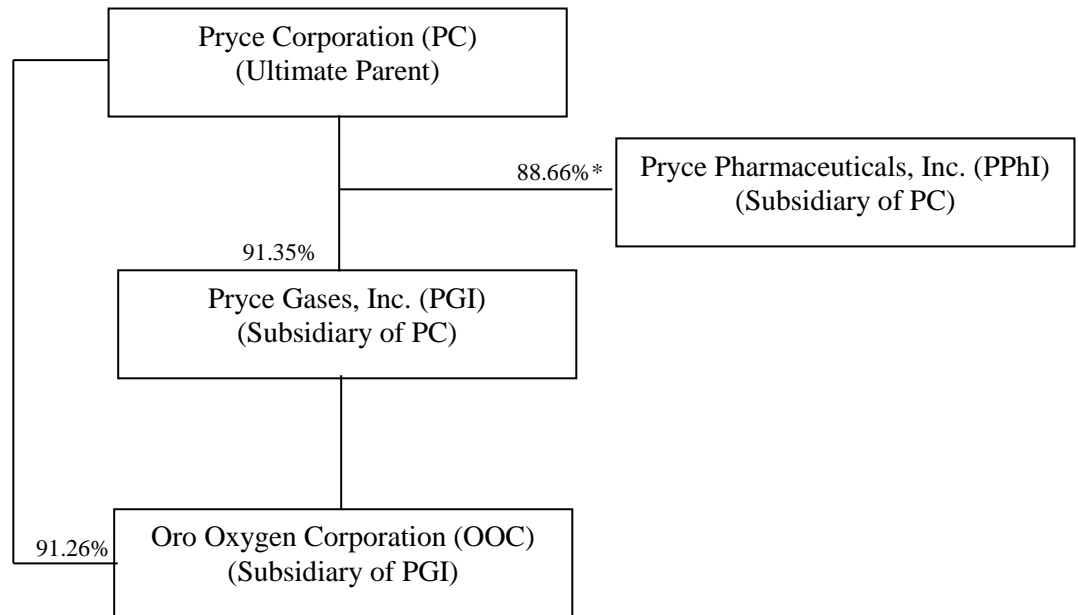 Pryce Corporation (PC)
(Ultimate Parent)
88.66%*
Pryce Pharmaceuticals, Inc. (PPhI)
(Subsidiary of PC)
91.35%
Pryce Gases, Inc. (PGI)
(Subsidiary of PC)
91.26%
Oro Oxygen Corporation (OOC)
(Subsidiary of PGI)